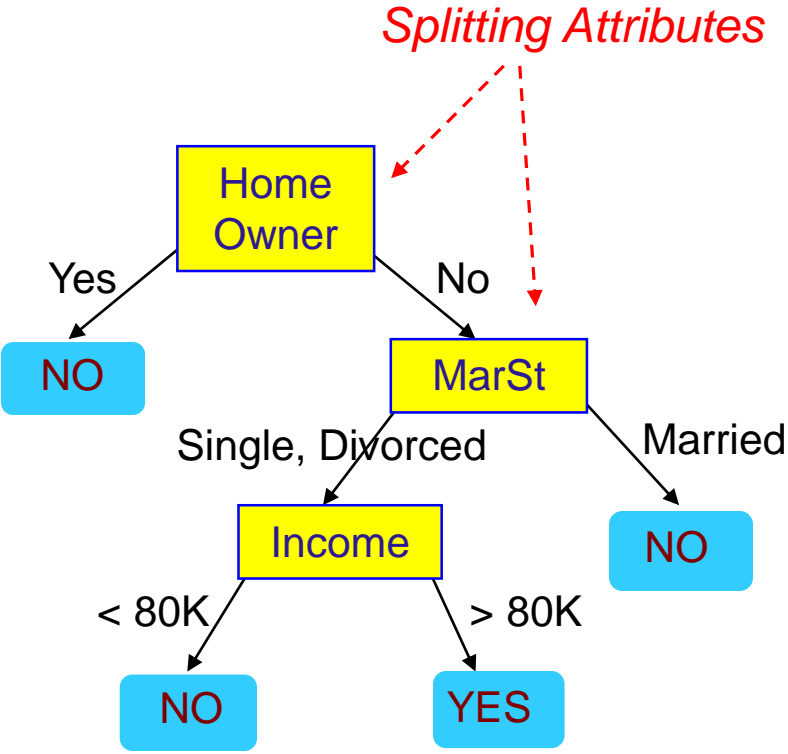 Splitting Attributes
Home
Owner
Yes
No
NO
MarSt
Single, Divorced
Married
Income
NO
< 80K
> 80K
NO
YES